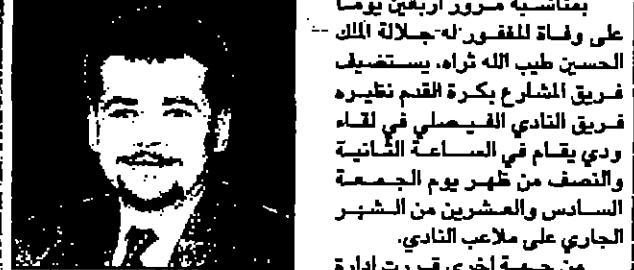 بمناسبة مرور أربعين يوماً
على وفاة المغفور له جلالة الملك
الحسين طيب الله ثراه، يستضيف
فريق المشارع بكرة القدم نظيره
فريق النادي الفيصلي في لقاء
ودي يقام في الساعة الثانية
والنصف من ظهر يوم الجمعة
السادس والعشرين من الشهر
الجاري على ملاعب النادي.
من جهة أخرى قررت إدارة